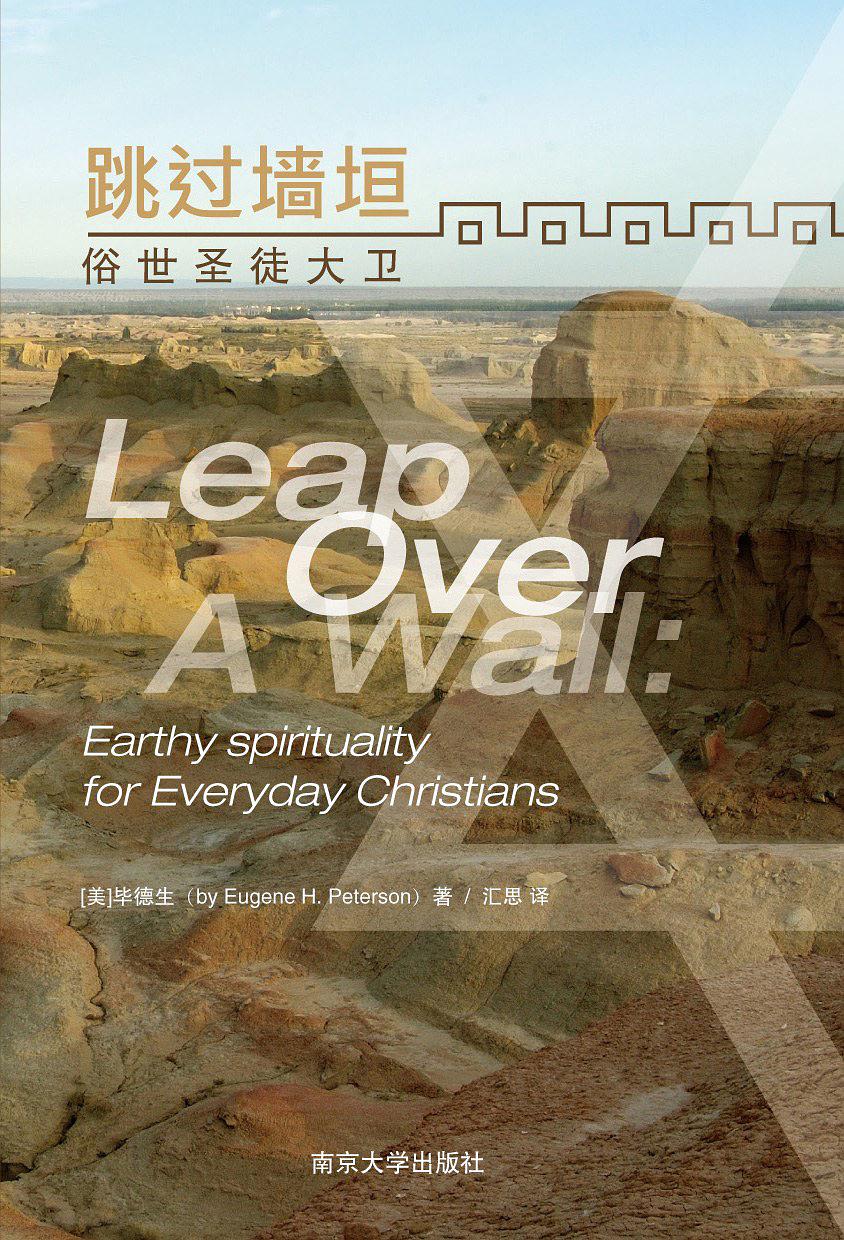 跳过墙垣
俗世圣徒大卫
Leap
Over
A Wall:
Earthy spirituality
for Everyday Christians
[美]毕德生（by Eugene H. Peterson）著 / 汇思 译
南京大学出版社